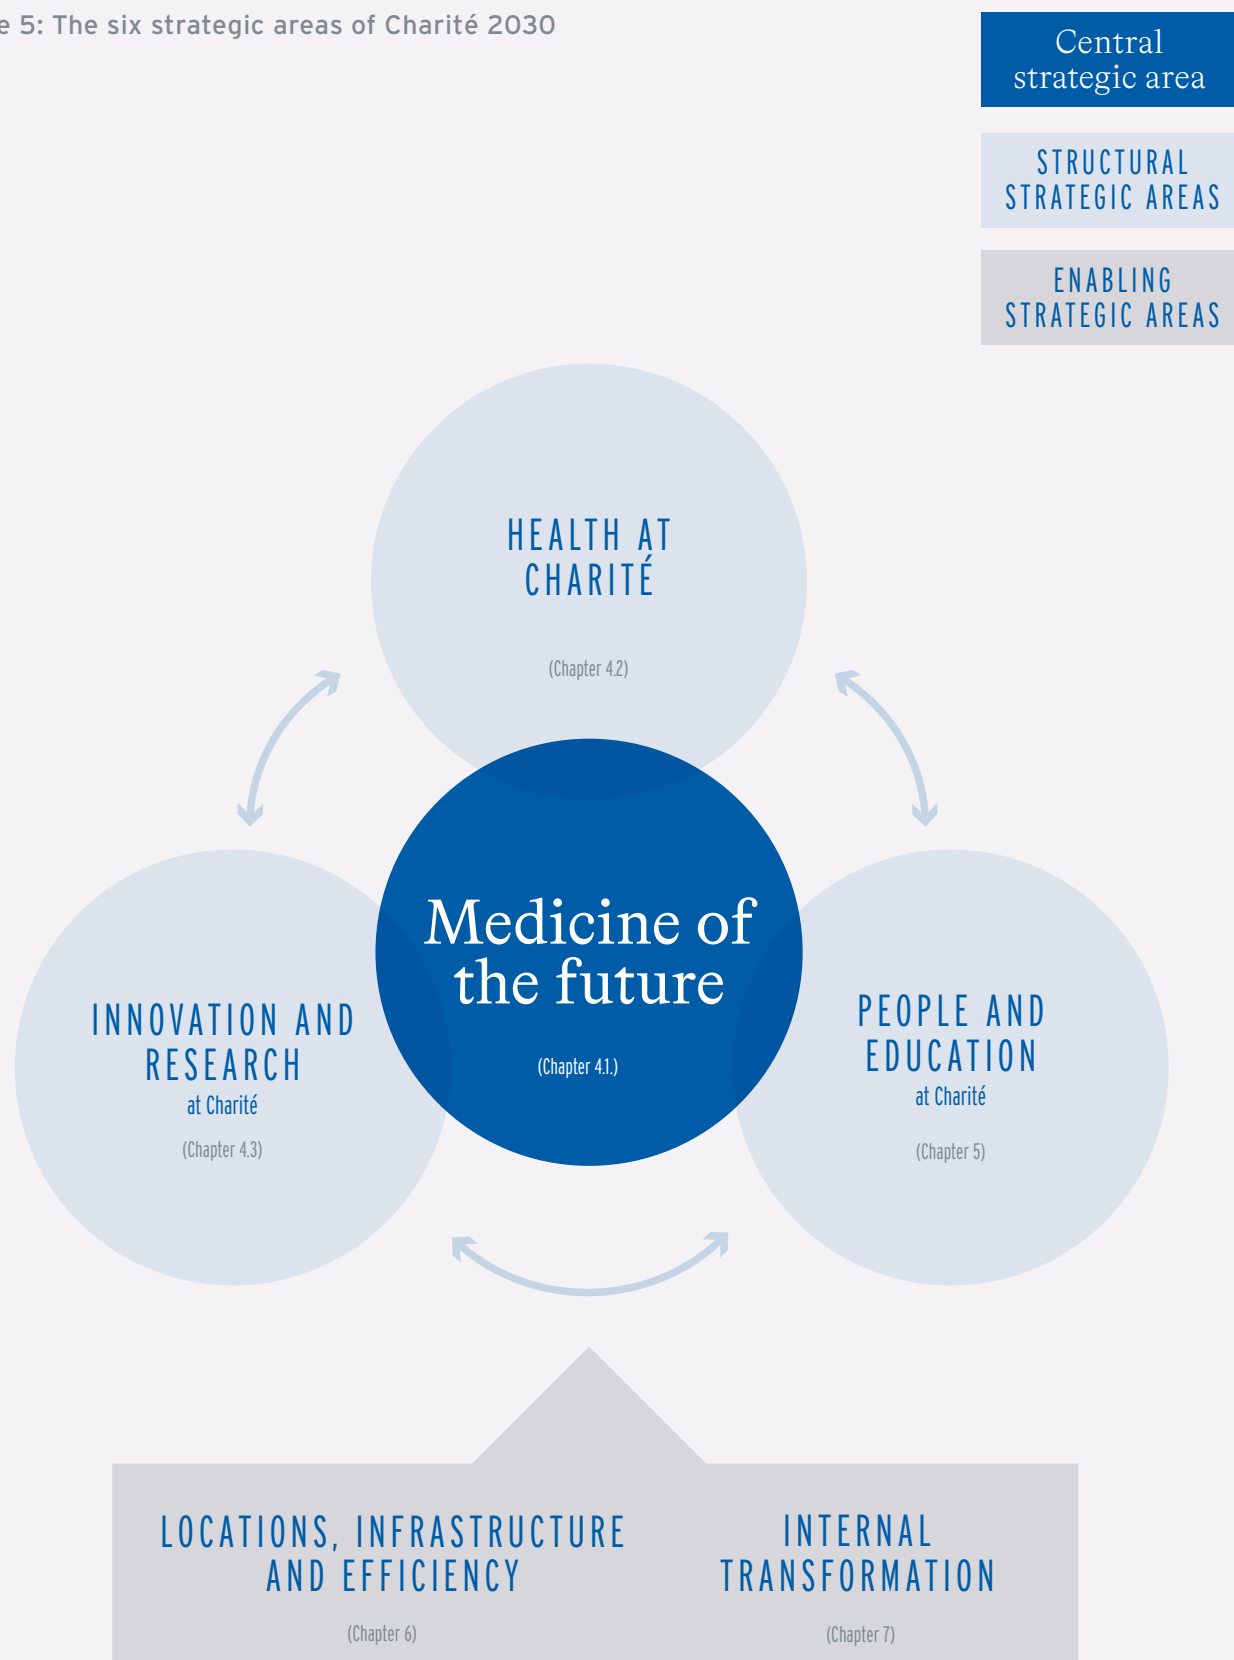 5: The six strategic areas of Charité 2030
Central
strategic area
STRUCTURAL
STRATEGIC AREAS
ENABLING
STRATEGIC AREAS
HEALTH AT
CHARITÉ
(Chapter 4.2)
Medicine of
the future
(Chapter 4.1.)
INNOVATION AND
RESEARCH
at Charité
(Chapter 4.3)
PEOPLE AND
EDUCATION
at Charité
(Chapter 5)
LOCATIONS, INFRASTRUCTURE
AND EFFICIENCY
(Chapter 6)
INTERNAL
TRANSFORMATION
(Chapter 7)